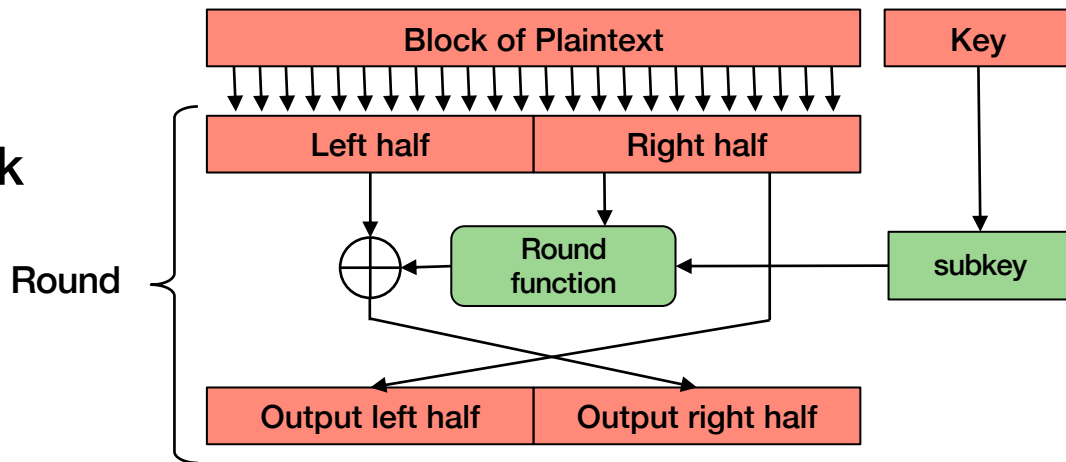 Block of Plaintext
Key
Left half
Right half
k
Round
Round
function
subkey
Output left half
Output right half